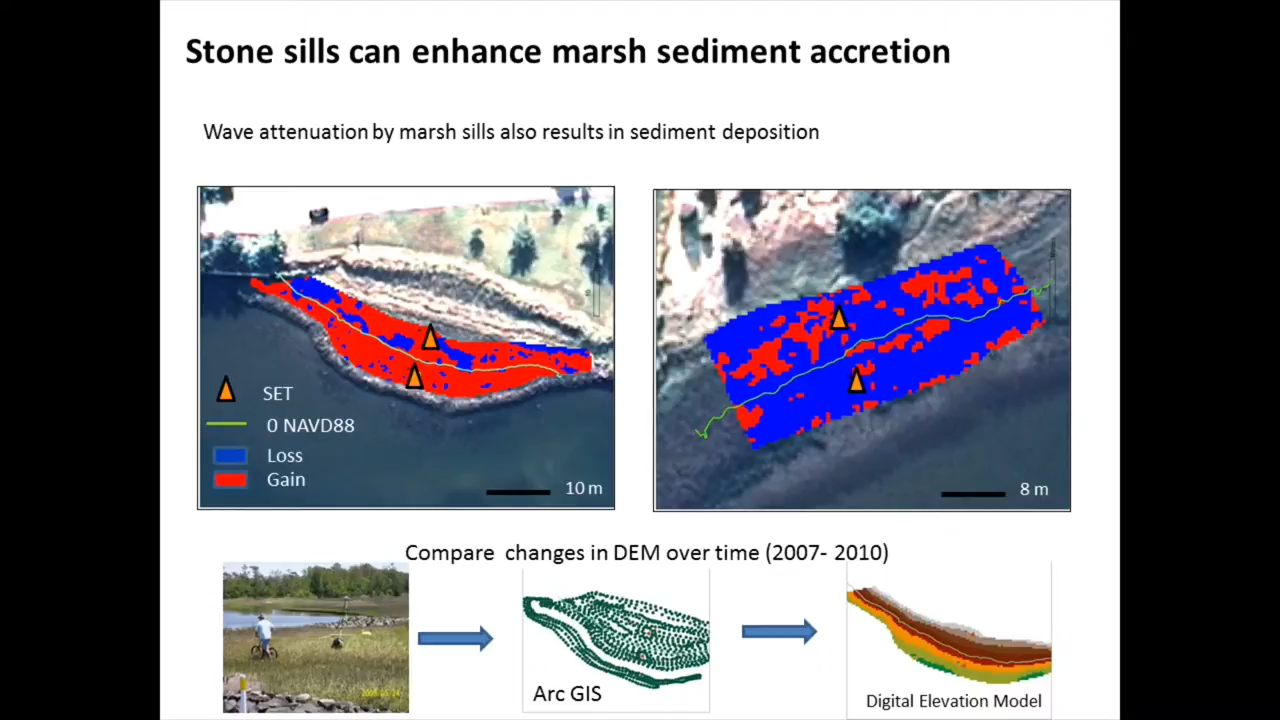 Stone sills can enhance marsh sediment accretion
Wave attenuation by marsh sills also results in sediment deposition
SET
0 NAVD88
Loss
Gain
10 m
8 m
Compare changes in DEM over time (2007- 2010)
Arc GIS
Digital Elevation Model